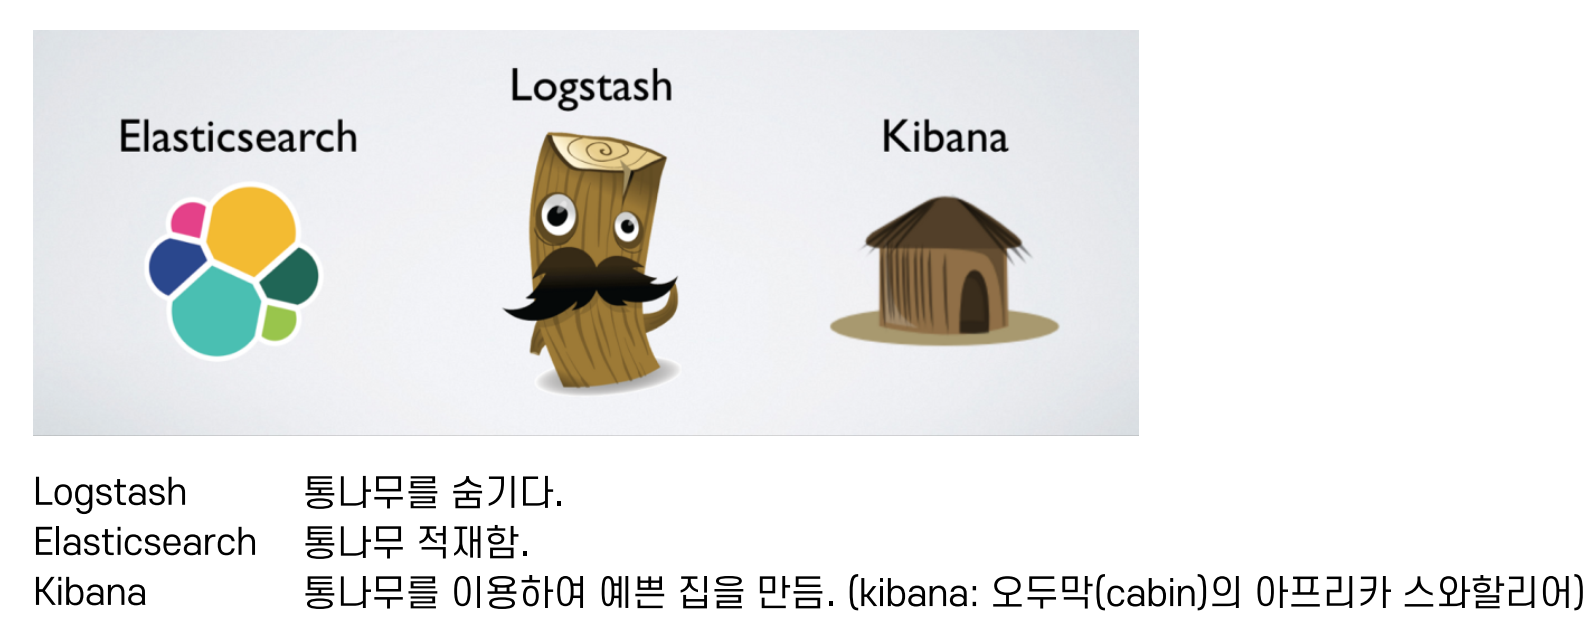 Logstash
Elasticsearch
Kibana
Logstash 통나무를 숨기다.
Elasticsearch 통나무 적재함.
Kibana 통나무를 이용하여 예쁜 집을 만듬. (kibana: 오두막(cabin)의 아프리카 스와할리어)